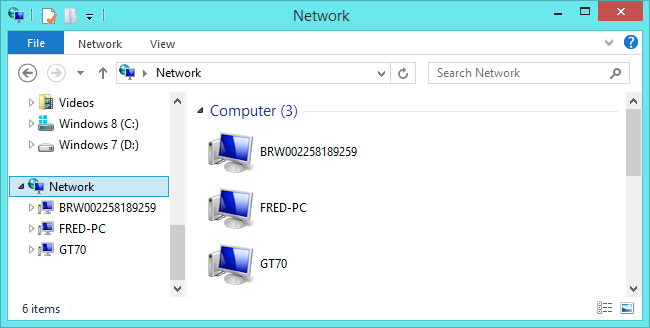 Network
File Network View
Network
Search Network
Videos
Windows 8 (C:)
Windows 7 (D:)
Network
BRW002258189259
FRED-PC
GT70
Computer (3)
BRW002258189259
FRED-PC
GT70
6 items